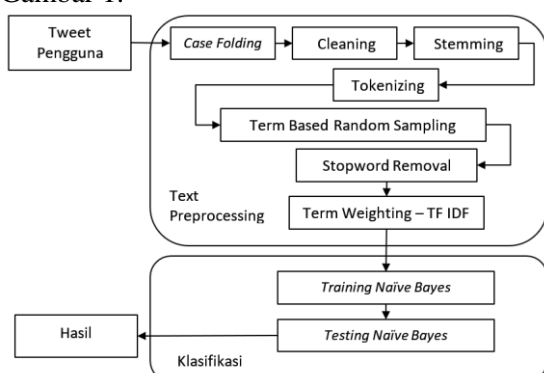 Gambar 1.
Tweet
Pengguna
Case Folding
Cleaning
Stemming
Tokenizing
Term Based Random Sampling
Stopword Removal
Text
Preprocessing
Term Weighting – TF IDF
Training Naïve Bayes
Testing Naïve Bayes
Hasil
Klasifikasi